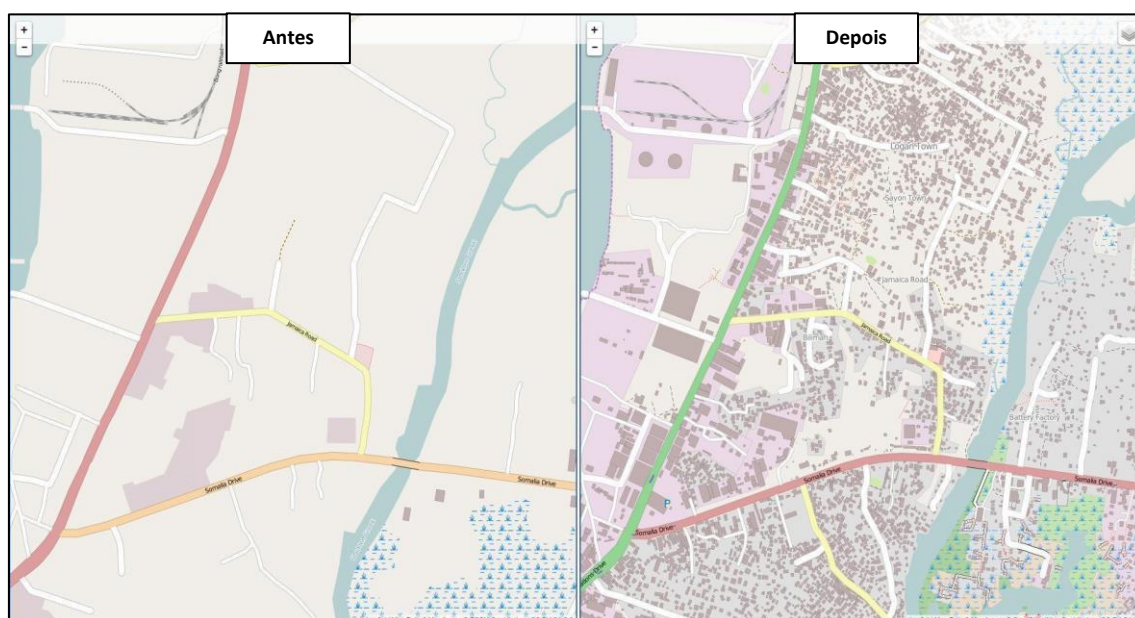 Antes
Depois
+
−
+
−
Jamaica Road
Somalia Drive
Somalia Drive
Logan Town
Sayon Town
Jamaica Road
Jamaica Road
Battery Factory
Somalia Drive
Somalia Drive
Somalia Drive
P